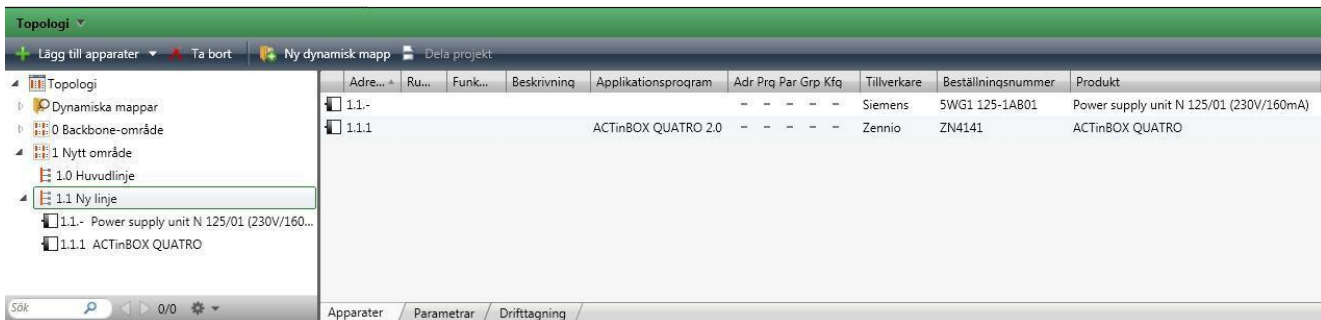 Topologi
Lägg till apparater Ta bort Ny dynamisk mapp Dela projekt
Topologi
Dynamiska mappar
0 Backbone-område
1 Nytt område
1.0 Huvudlinje
1.1 Ny linje
1.1.- Power supply unit N 125/01 (230V/160...
1.1.1 ACTinBOX QUATRO
Sök 0/0
Adre... Ru... Funk... Beskrivning Applikationsprogram Adr Prg Par Grp Kfg Tillverkare Beställningsnummer Produkt
1.1.- – – – – – Siemens 5WG1 125-1AB01 Power supply unit N 125/01 (230V/160mA)
1.1.1 ACTinBOX QUATRO 2.0 – – – – – Zennio ZN4141 ACTinBOX QUATRO
Apparater Parametrar Drifttagning